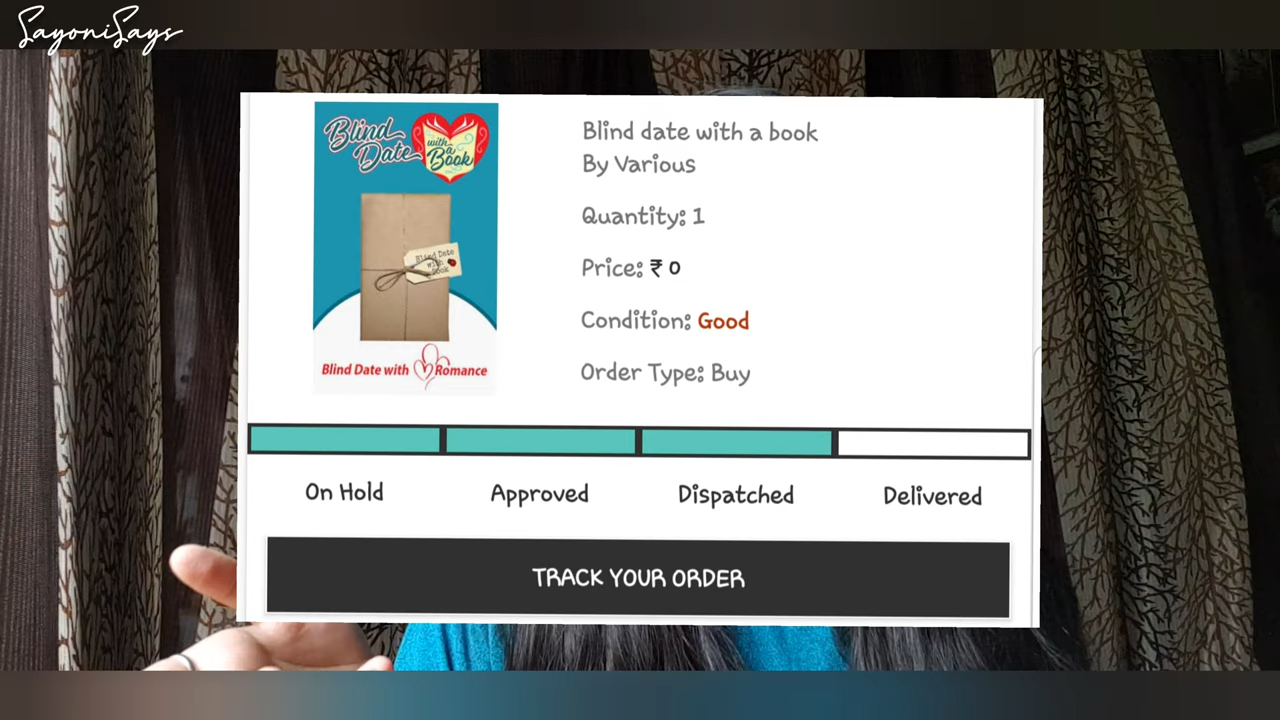 SayoniSays
Blind
Date
with
a
Book
Blind Date
with
Book
Blind Date with Romance
Blind date with a book
By Various
Quantity: 1
Price: ₹ 0
Condition: Good
Order Type: Buy
On Hold Approved Dispatched Delivered
TRACK YOUR ORDER